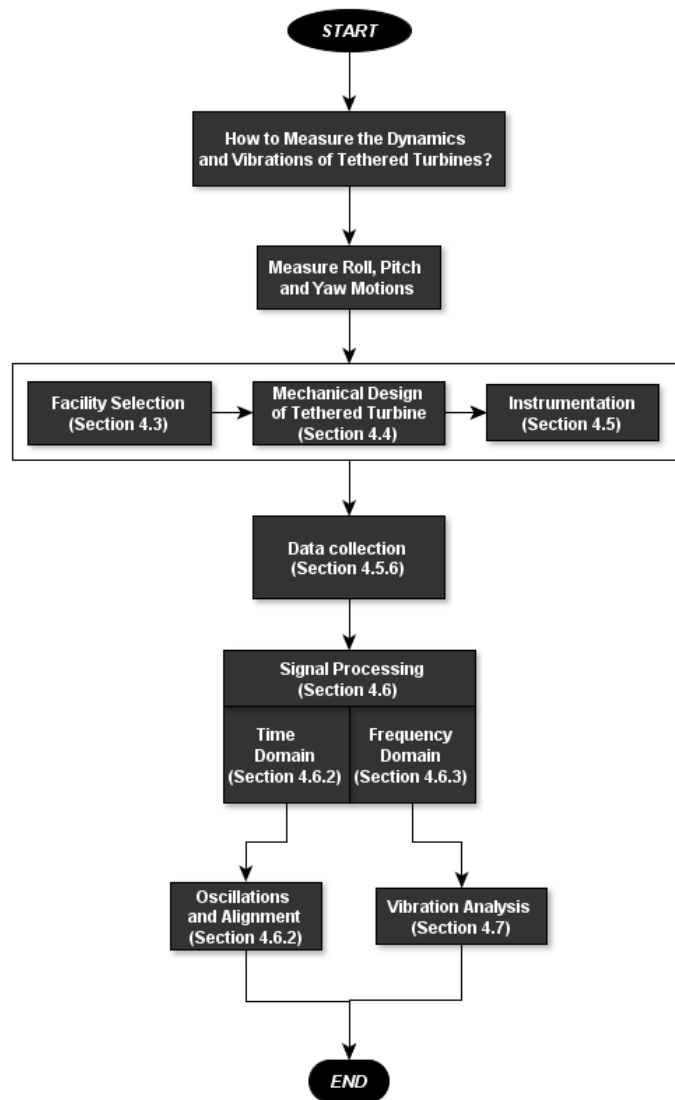 START
How to Measure the Dynamics
and Vibrations of Tethered Turbines?
Measure Roll, Pitch
and Yaw Motions
Facility Selection
(Section 4.3)
Mechanical Design
of Tethered Turbine
(Section 4.4)
Instrumentation
(Section 4.5)
Data collection
(Section 4.5.6)
Signal Processing
(Section 4.6)
Time
Domain
(Section 4.6.2)
Frequency
Domain
(Section 4.6.3)
Oscillations
and Alignment
(Section 4.6.2)
Vibration Analysis
(Section 4.7)
END